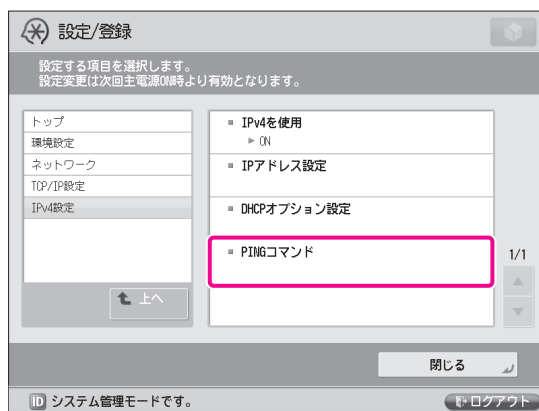 設定/登録
設定する項目を選択します。
設定変更は次回主電源ON時より有効となります。
トップ
環境設定
ネットワーク
TCP/IP設定
IPv4設定
上へ
IPv4を使用
ON
IPアドレス設定
DHCPオプション設定
PINGコマンド
1/1
閉じる
ID システム管理モードです。
ログアウト